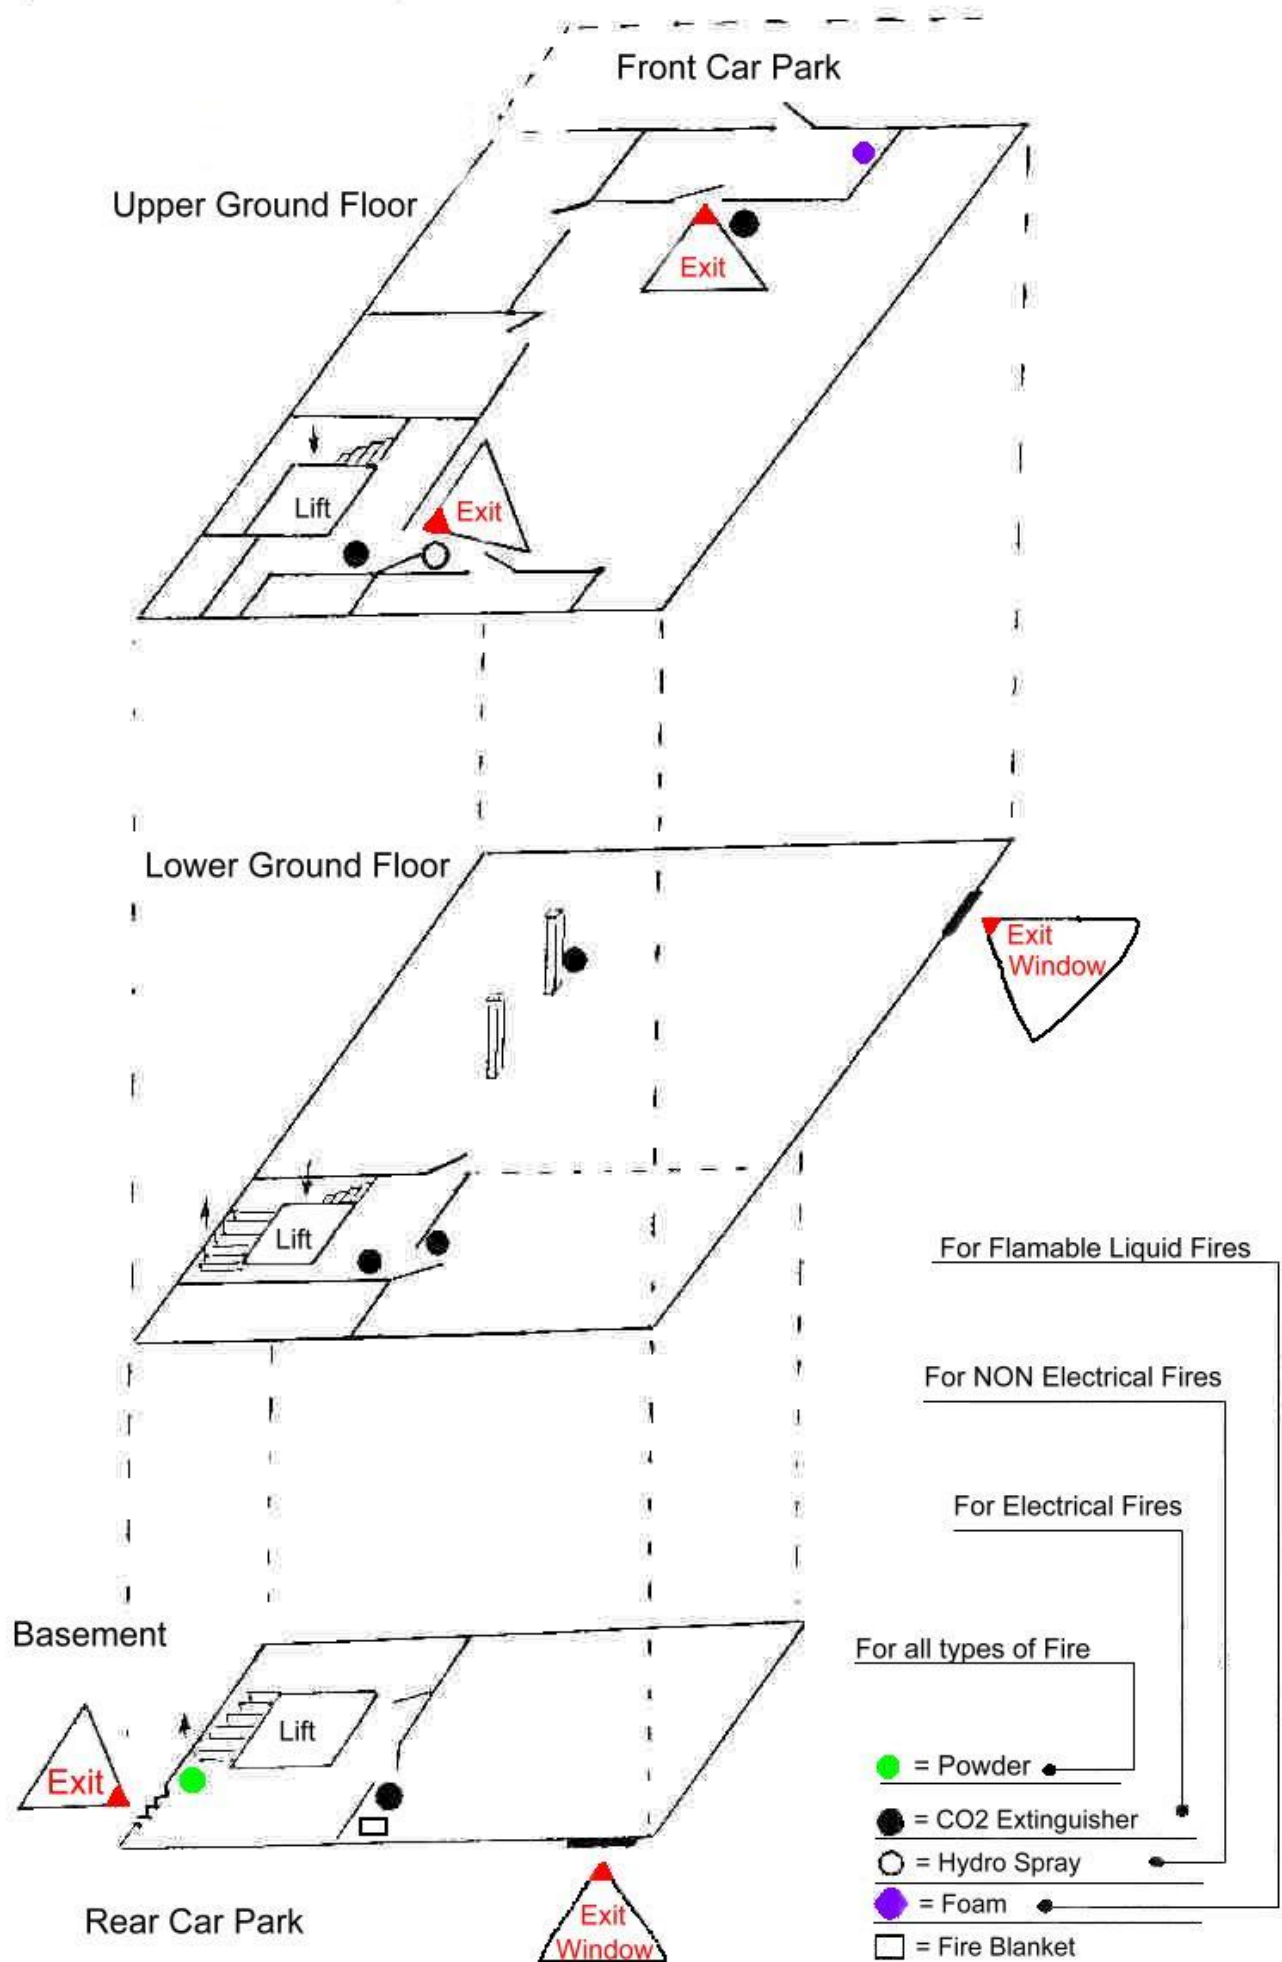 Front Car Park
Upper Ground Floor
Exit
Lift
Exit
Lower Ground Floor
Exit
Window
Lift
For Flamable Liquid Fires
For NON Electrical Fires
For Electrical Fires
Basement
For all types of Fire
Lift
Exit
= Powder
= CO2 Extinguisher
= Hydro Spray
= Foam
= Fire Blanket
Rear Car Park
Exit
Window